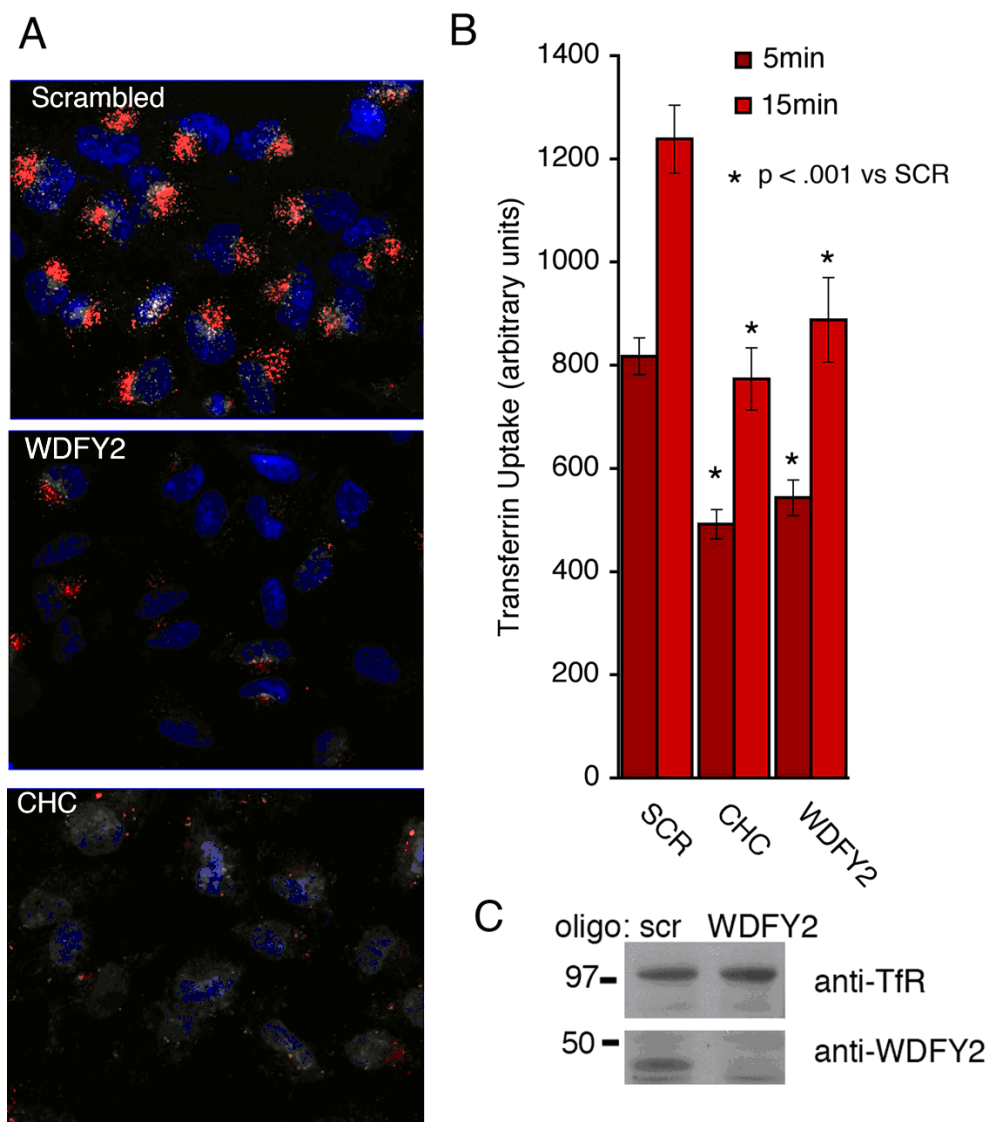 A
Scrambled
WDFY2
CHC
B
Transferrin Uptake (arbitrary units)
1400
1200
1000
800
600
400
200
0
5min
15min
* p < .001 vs SCR
*
*
*
*
SCR
CHC
WDFY2
C
oligo: scr WDFY2
97
anti-TfR
50
anti-WDFY2